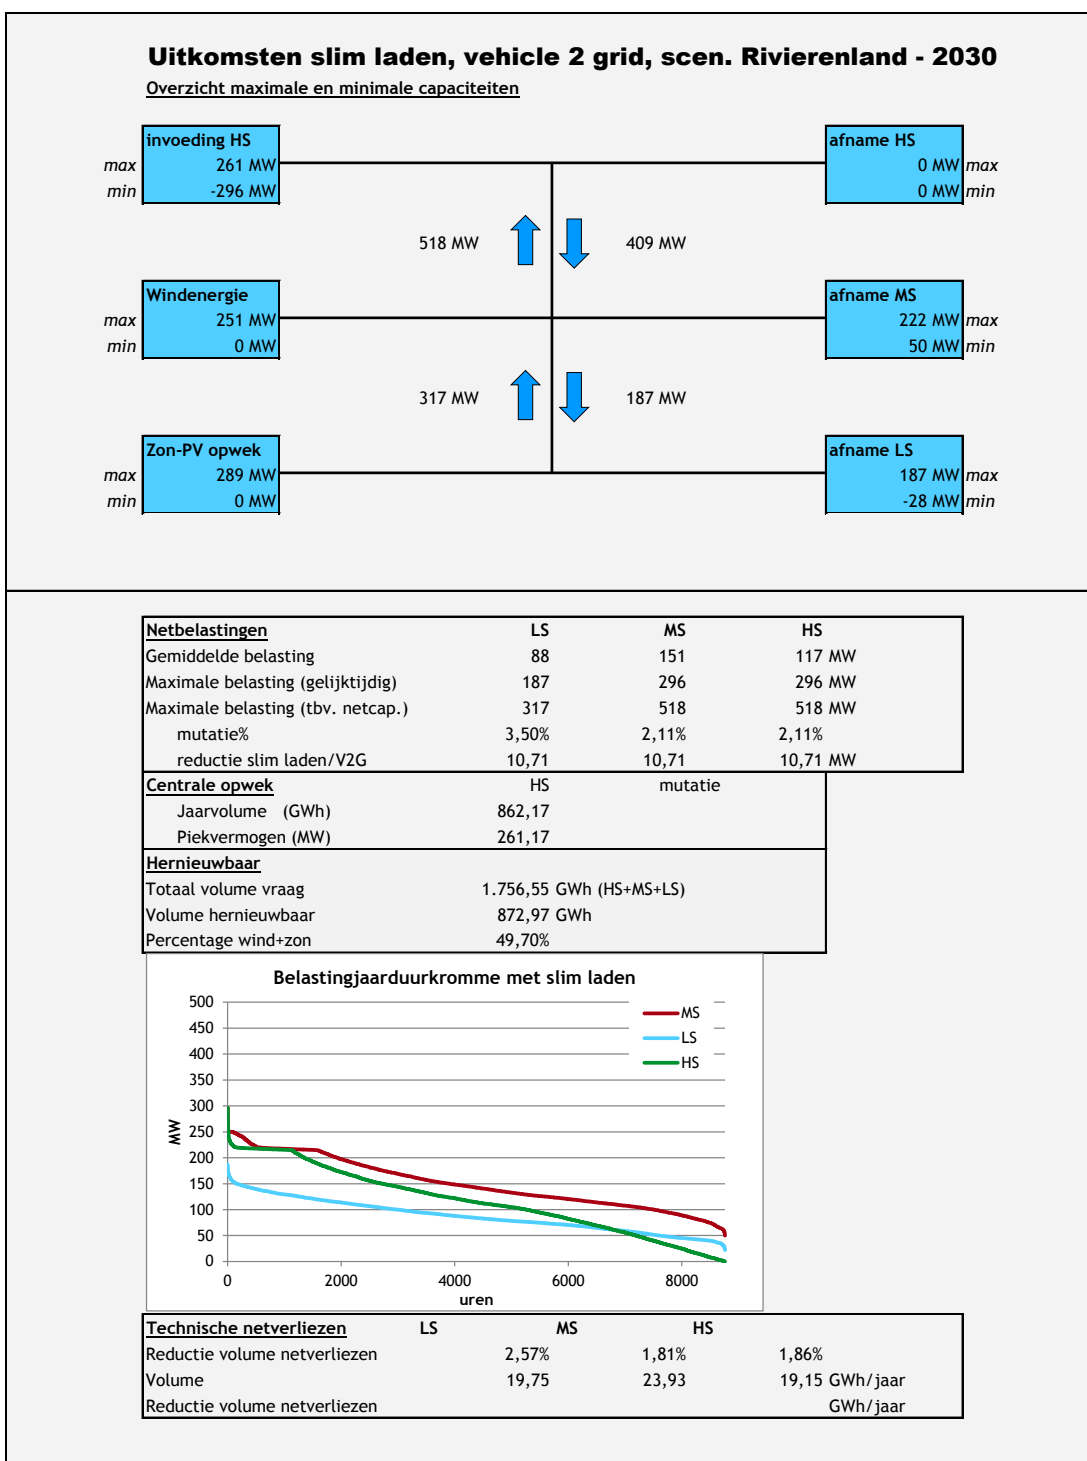 Uitkomsten slim laden, vehicle 2 grid, scen. Rivierenland - 2030
Overzicht maximale en minimale capaciteiten
invoeding HS afname HS
max 261 MW 0 MW max
min -296 MW 0 MW min
518 MW 409 MW
Windenergie afname MS
max 251 MW 222 MW max
min 0 MW 50 MW min
317 MW 187 MW
Zon-PV opwek afname LS
max 289 MW 187 MW max
min 0 MW -28 MW min
Netbelastingen LS MS HS
Gemiddelde belasting 88 151 117 MW
Maximale belasting (gelijktijdig) 187 296 296 MW
Maximale belasting (tbv. netcap.) 317 518 518 MW
mutatie% 3,50% 2,11% 2,11%
reductie slim laden/V2G 10,71 10,71 10,71 MW
Centrale opwek HS mutatie
Jaarvolume (GWh) 862,17
Piekvermogen (MW) 261,17
Hernieuwbaar
Totaal volume vraag 1.756,55 GWh (HS+MS+LS)
Volume hernieuwbaar 872,97 GWh
Percentage wind+zon 49,70%
Belastingjaarduurkromme met slim laden
500
450
400
350
300
250
200
150
100
50
0
MW
MS
LS
HS
0 2000 4000 6000 8000
uren
Technische netverliezen LS MS HS
Reductie volume netverliezen 2,57% 1,81% 1,86%
Volume 19,75 23,93 19,15 GWh/jaar
Reductie volume netverliezen GWh/jaar